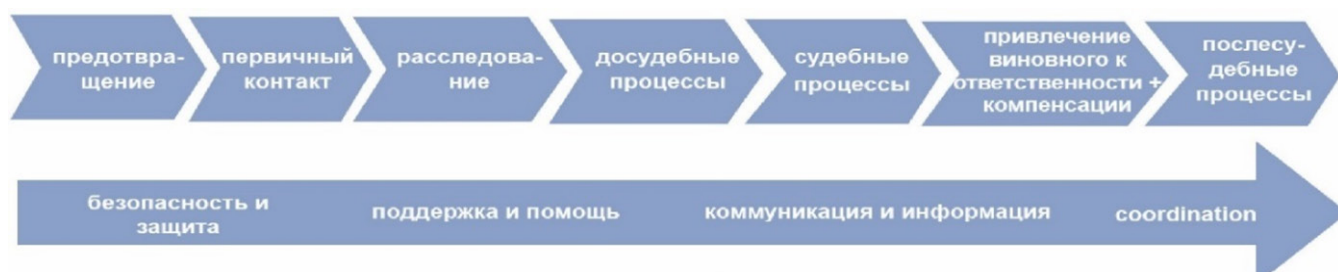 предотвра-
щение
первичный
контакт
расследова-
ние
досудебные
процессы
судебные
процессы
привлечение
виновного к
ответственности +
компенсации
послесу-
дебные
процессы
безопасность и
защита
поддержка и помощь
коммуникация и информация
coordination